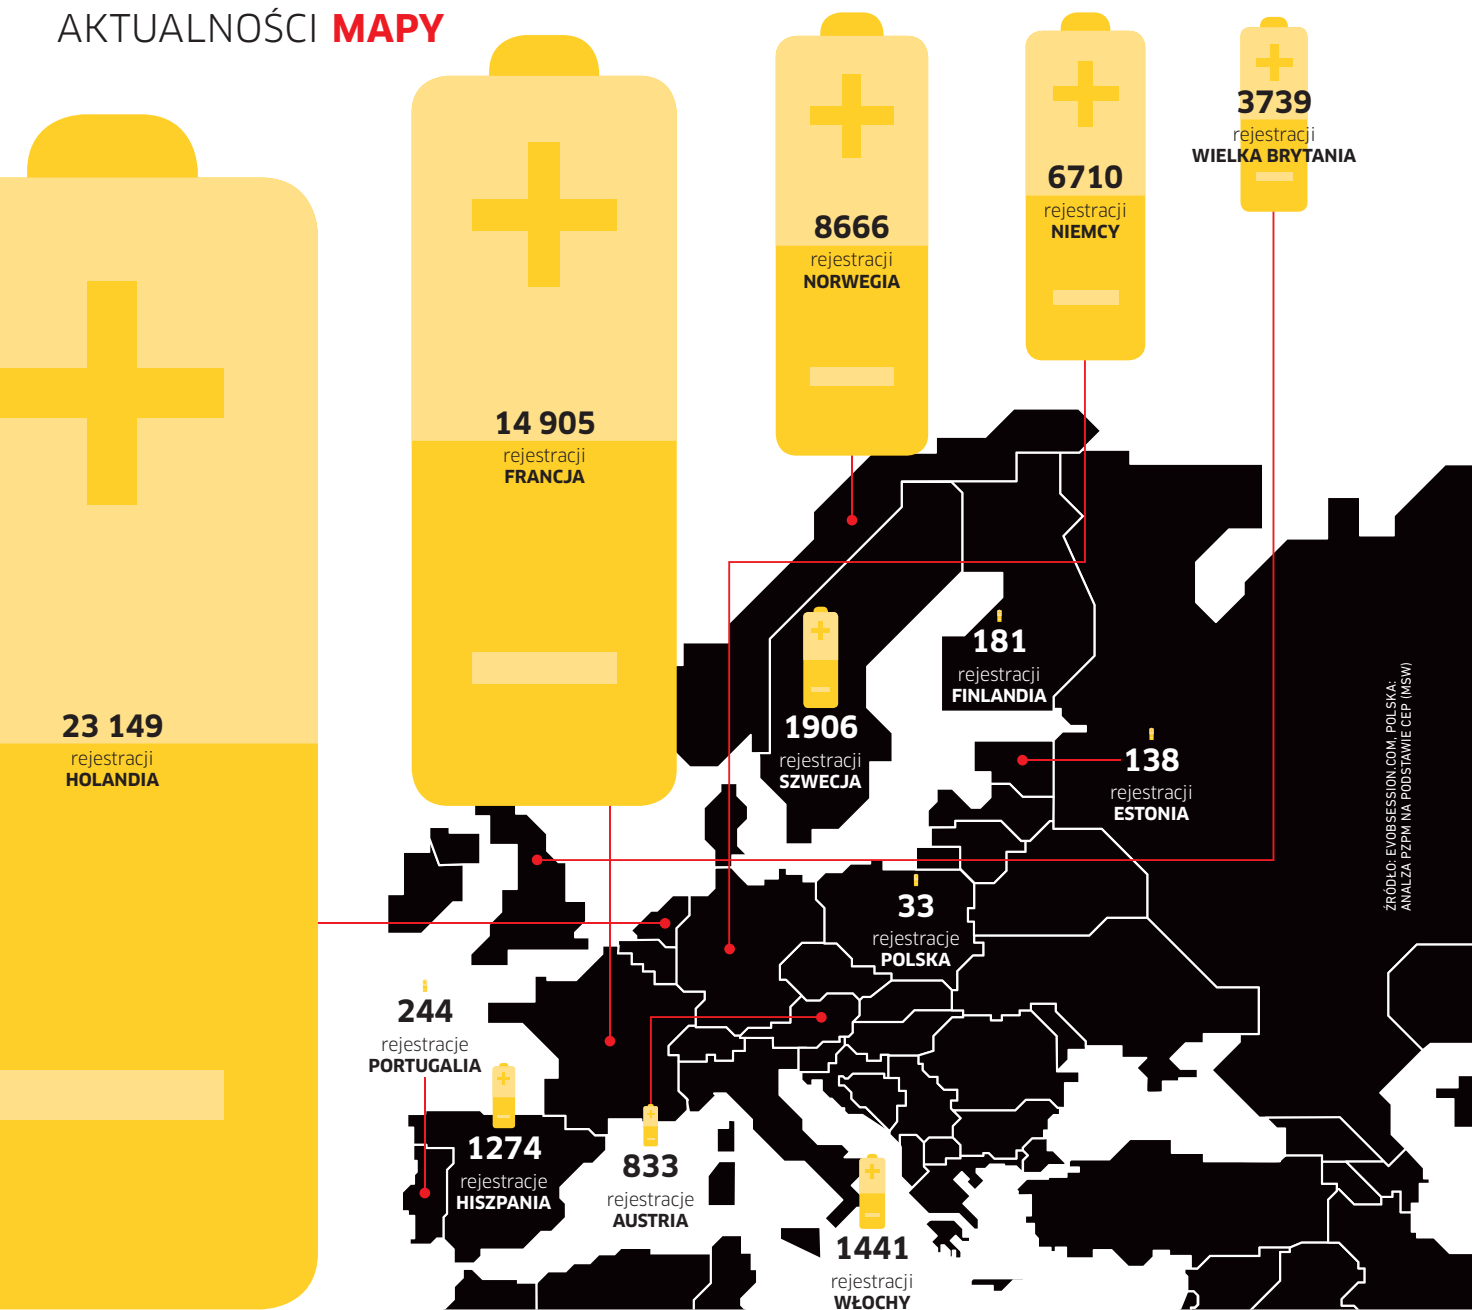 AKTUALNOŚCI MAPY
3739
rejestracji
WIELKA BRYTANIA
6710
rejestracji
NIEMCY
8666
rejestracji
NORWEGIA
14 905
rejestracji
FRANCJA
23 149
rejestracji
HOLANDIA
181
rejestracji
FINLANDIA
1906
rejestracji
SZWECJA
138
rejestracji
ESTONIA
33
rejestracje
POLSKA
244
rejestracje
PORTUGALIA
1274
rejestracje
HISZPANIA
833
rejestracje
AUSTRIA
1441
rejestracji
WŁOCHY
ŹRÓDŁO: EVOBSESSION.COM, POLSKA:
ANALZA PZPM NA PODSTAWIE CEP (MSW)